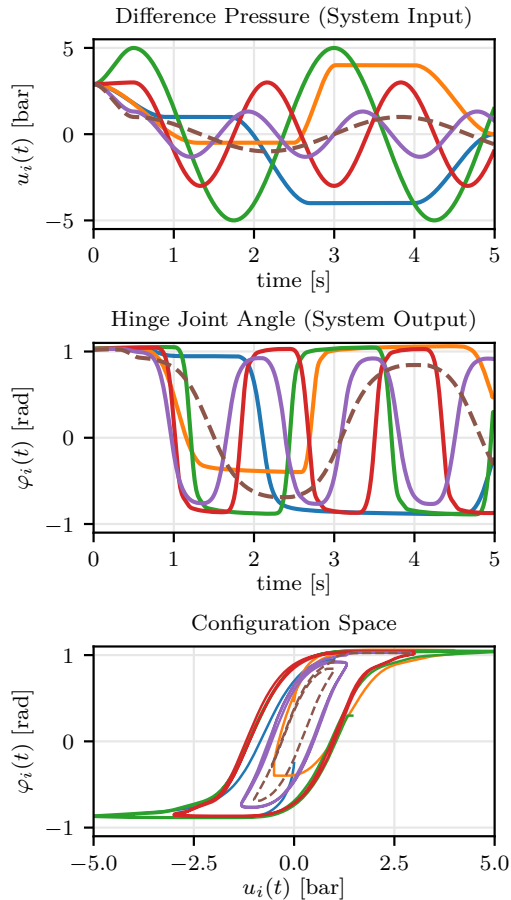 Difference Pressure (System Input)
5
0
−5
u_i(t) [bar]
0 1 2 3 4 5
time [s]
Hinge Joint Angle (System Output)
1
0
−1
φ_i(t) [rad]
0 1 2 3 4 5
time [s]
Configuration Space
1
0
−1
φ_i(t) [rad]
−5.0 −2.5 0.0 2.5 5.0
u_i(t) [bar]